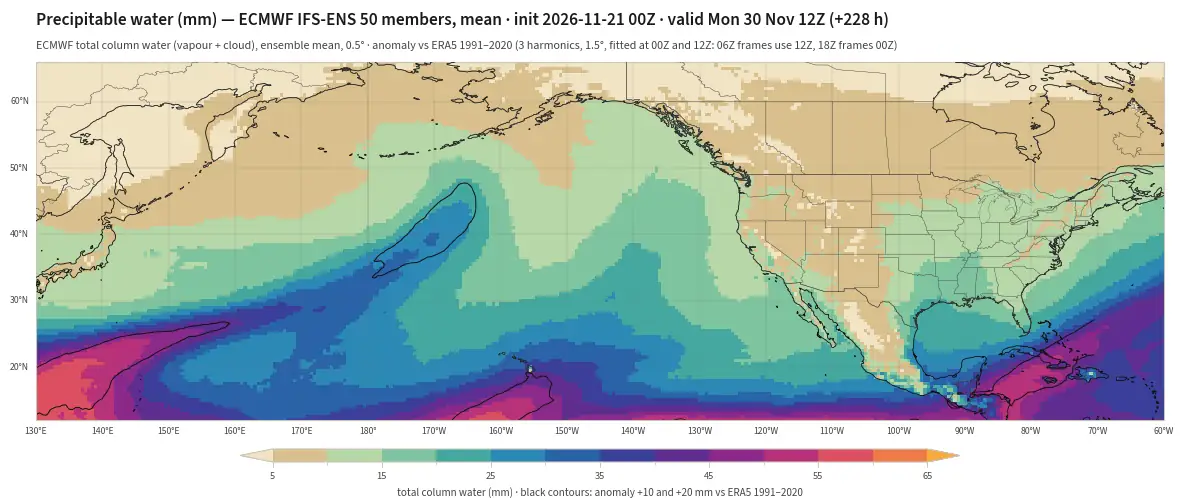 Precipitable water (mm) — ECMWF IFS-ENS 50 members, mean · init 2026-11-21 00Z · valid Mon 30 Nov 12Z (+228 h)
ECMWF total column water (vapour + cloud), ensemble mean, 0.5° · anomaly vs ERA5 1991–2020 (3 harmonics, 1.5°, fitted at 00Z and 12Z: 06Z frames use 12Z, 18Z frames 00Z)
60°N
50°N
40°N
30°N
20°N
130°E 140°E 150°E 160°E 170°E 180° 170°W 160°W 150°W 140°W 130°W 120°W 110°W 100°W 90°W 80°W 70°W 60°W
5 15 25 35 45 55 65
total column water (mm) · black contours: anomaly +10 and +20 mm vs ERA5 1991–2020